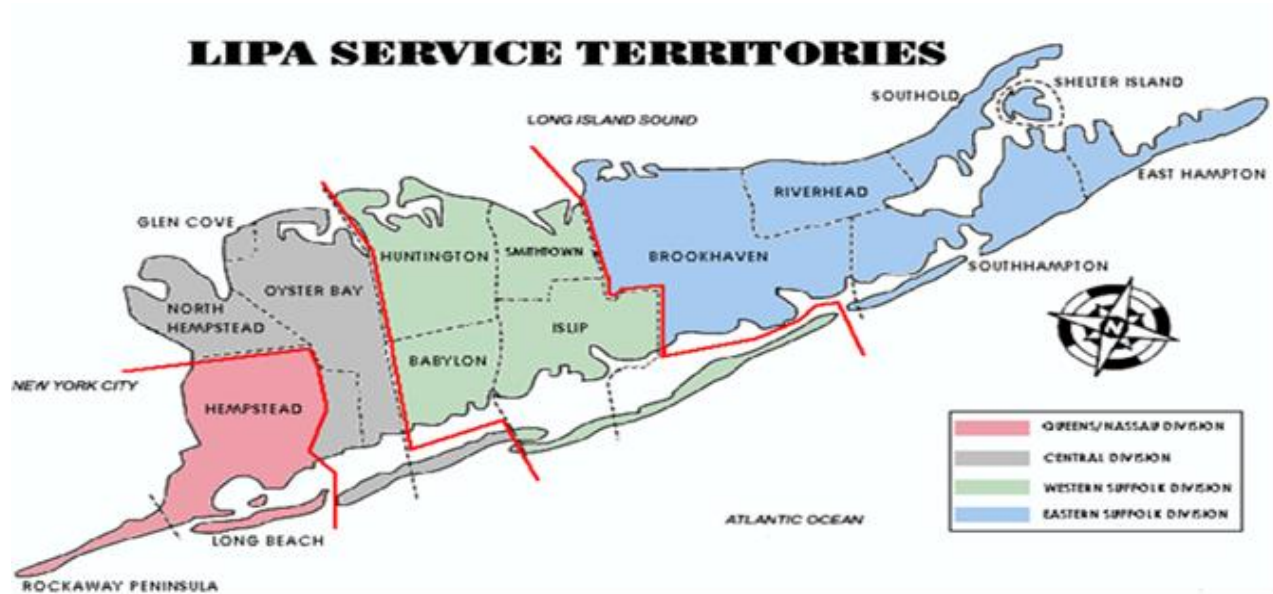 LIPA SERVICE TERRITORIES
SHELTER ISLAND
SOUTHOLD
LONG ISLAND SOUND
EAST HAMPTON
RIVERHEAD
GLEN COVE
HUNTINGTON
SMITHTOWN
BROOKHAVEN
SOUTHHAMPTON
OYSTER BAY
NORTH
HEMPSTEAD
ISLIP
N
BABYLON
NEW YORK CITY
HEMPSTEAD
QUEENS/NASSAU DIVISION
CENTRAL DIVISION
WESTERN SUFFOLK DIVISION
EASTERN SUFFOLK DIVISION
ATLANTIC OCEAN
LONG BEACH
ROCKAWAY PENINSULA